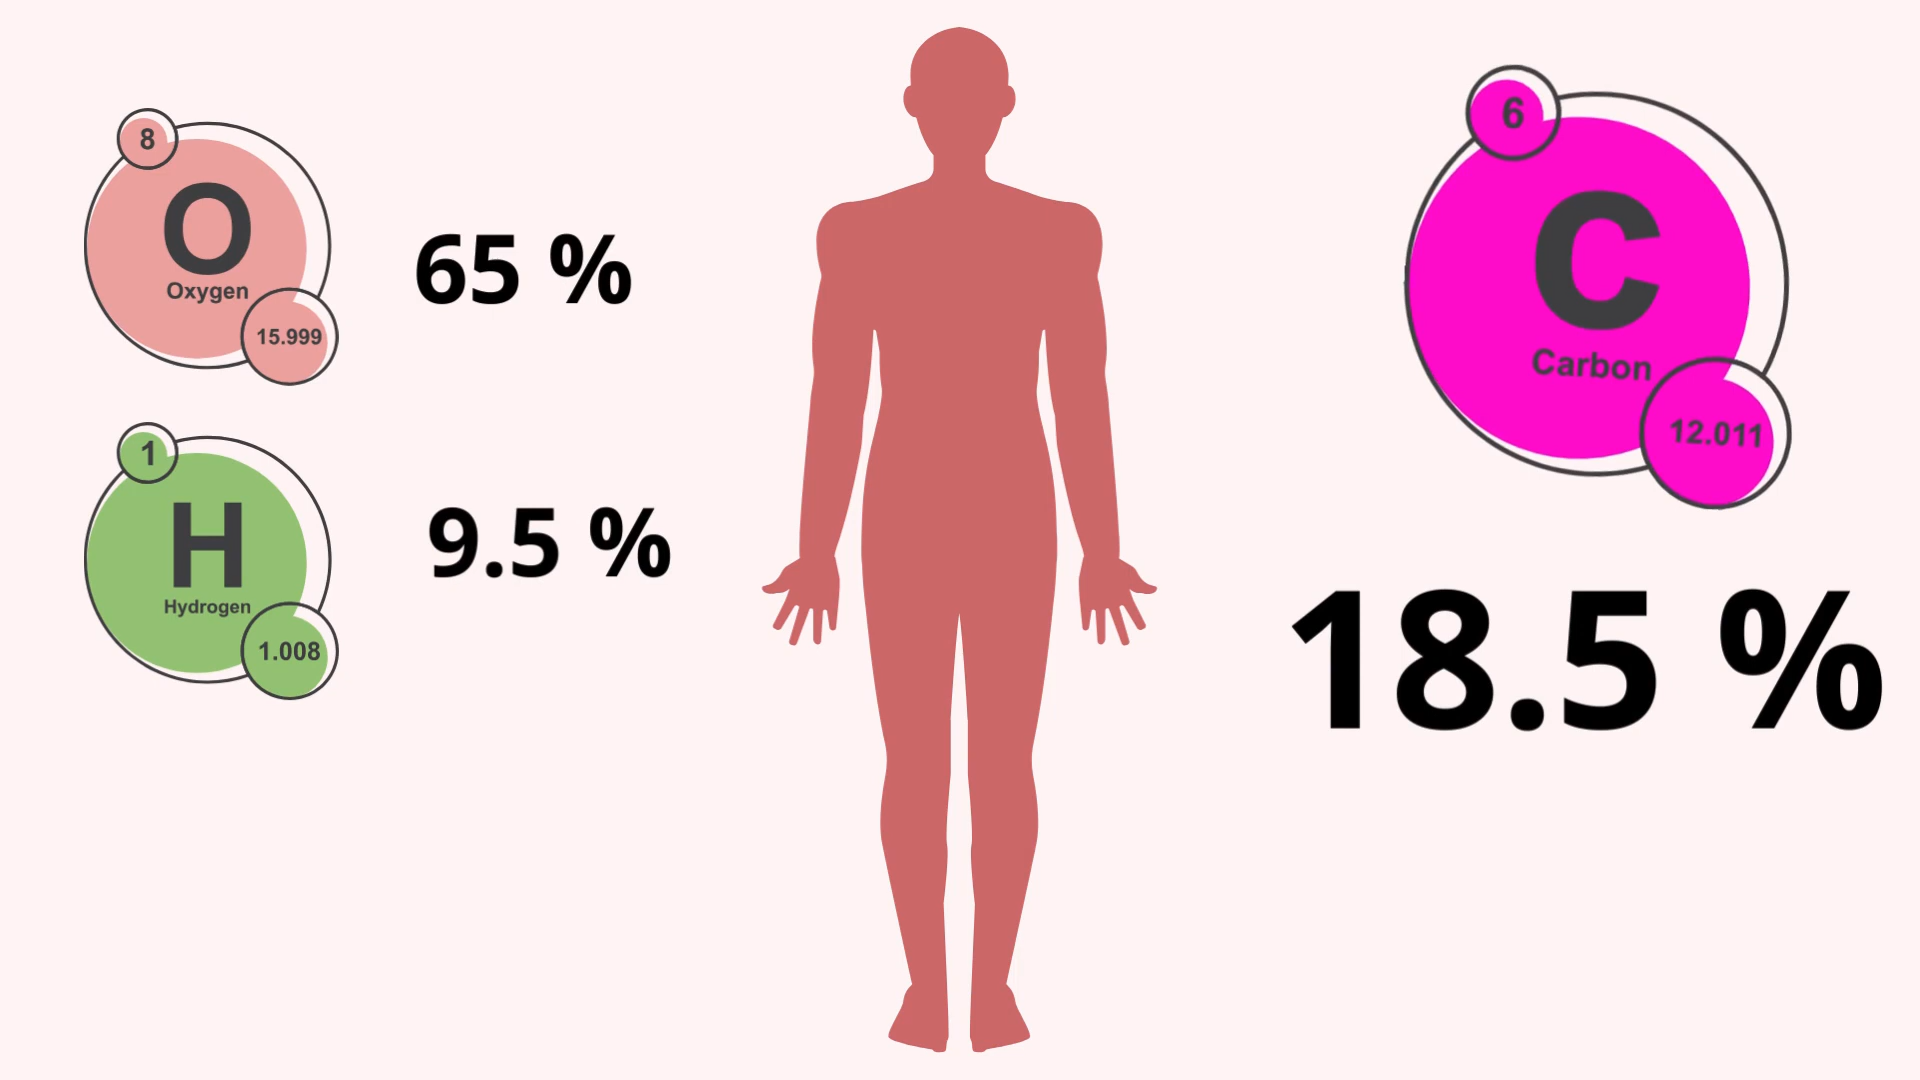 8
O
Oxygen
15.999
65 %
1
H
Hydrogen
1.008
9.5 %
6
C
Carbon
12.011
18.5 %